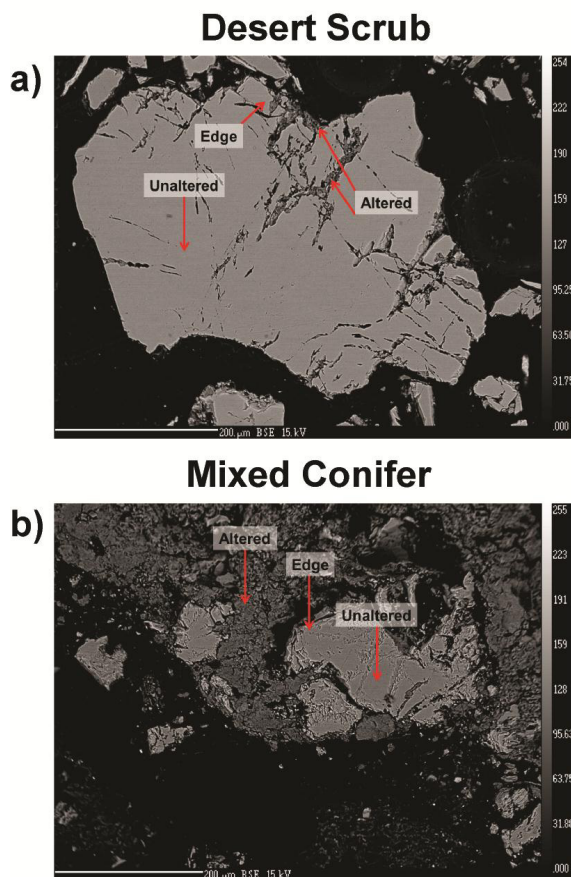 Desert Scrub
a)
254
222
190
159
127
95.25
63.50
31.75
.000
Edge
Unaltered
Altered
200.µm BSE 15.kV
Mixed Conifer
b)
255
223
191
159
127
95.63
63.75
31.88
.000
Altered
Edge
Unaltered
200.µm BSE 15.kV